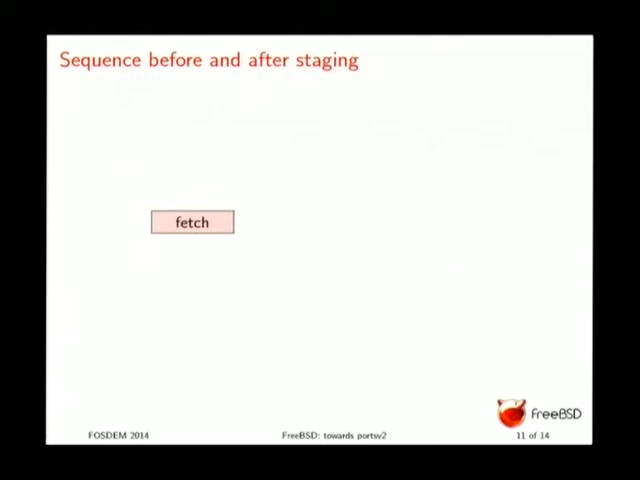 Sequence before and after staging
fetch
FreeBSD
FOSDEM 2014
FreeBSD: towards portsv2
11 of 14